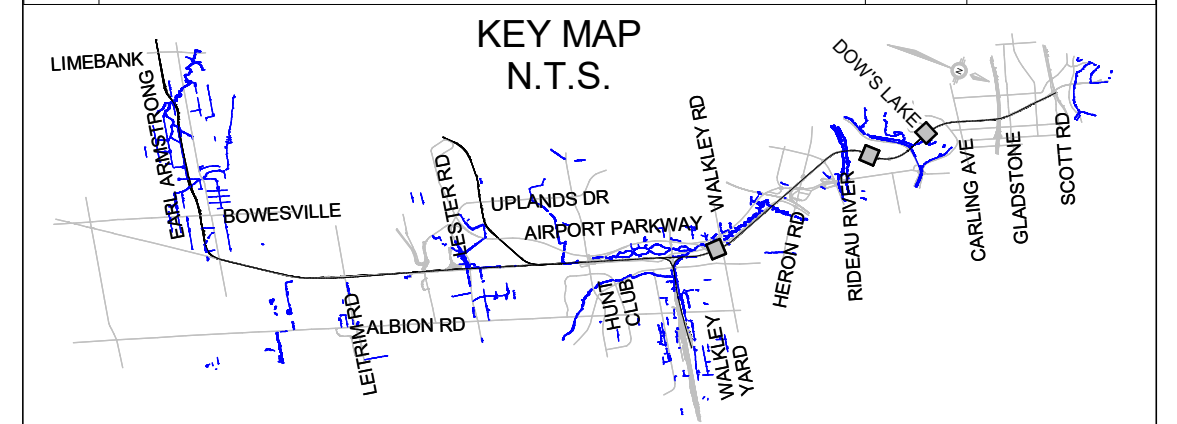 KEY MAP
N.T.S.
LIMEBANK
EARL ARMSTRONG
BOWESVILLE
LEITRIM RD
ALBION RD
LESTER RD
UPLANDS DR
AIRPORT PARKWAY
HUNT
CLUB
WALKLEY RD
WALKLEY
YARD
HERON RD
RIDEAU RIVER
DOW'S LAKE
N
CARLING AVE
GLADSTONE
SCOTT RD